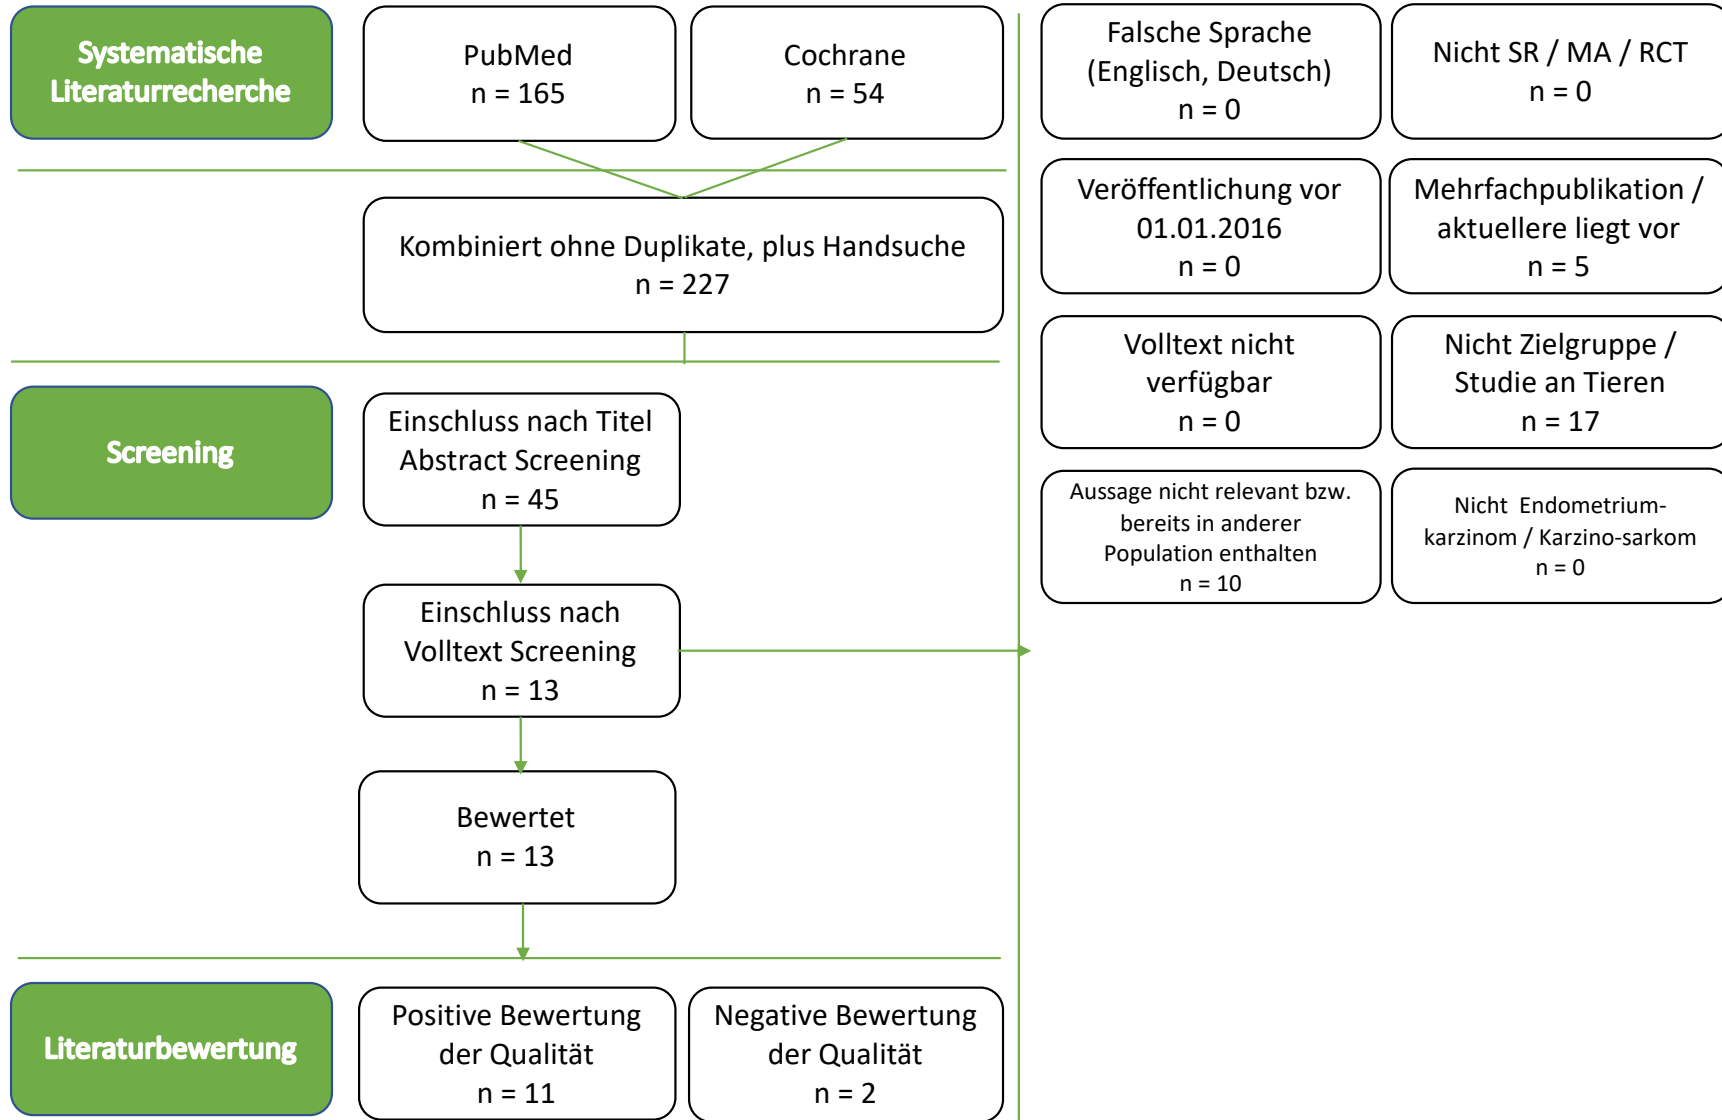 Systematische
Literaturrecherche
PubMed
n = 165
Cochrane
n = 54
Kombiniert ohne Duplikate, plus Handsuche
n = 227
Screening
Einschluss nach Titel
Abstract Screening
n = 45
Einschluss nach
Volltext Screening
n = 13
Bewertet
n = 13
Literaturbewertung
Positive Bewertung
der Qualität
n = 11
Negative Bewertung
der Qualität
n = 2
Falsche Sprache
(Englisch, Deutsch)
n = 0
Nicht SR / MA / RCT
n = 0
Veröffentlichung vor
01.01.2016
n = 0
Mehrfachpublikation /
aktuellere liegt vor
n = 5
Volltext nicht
verfügbar
n = 0
Nicht Zielgruppe /
Studie an Tieren
n = 17
Aussage nicht relevant bzw.
bereits in anderer
Population enthalten
n = 10
Nicht Endometrium-
karzinom / Karzino-sarkom
n = 0